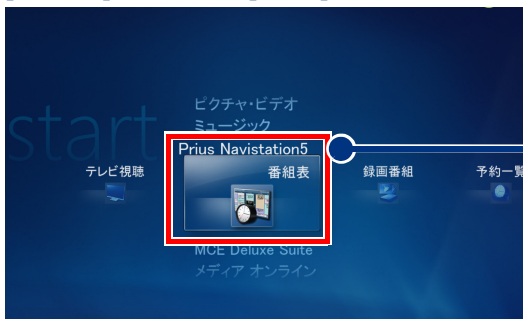 start
ピクチャ・ビデオ
ミュージック
Prius Navistation5
テレビ視聴
番組表
録画番組
予約一覧
MCE Deluxe Suite
メディア オンライン